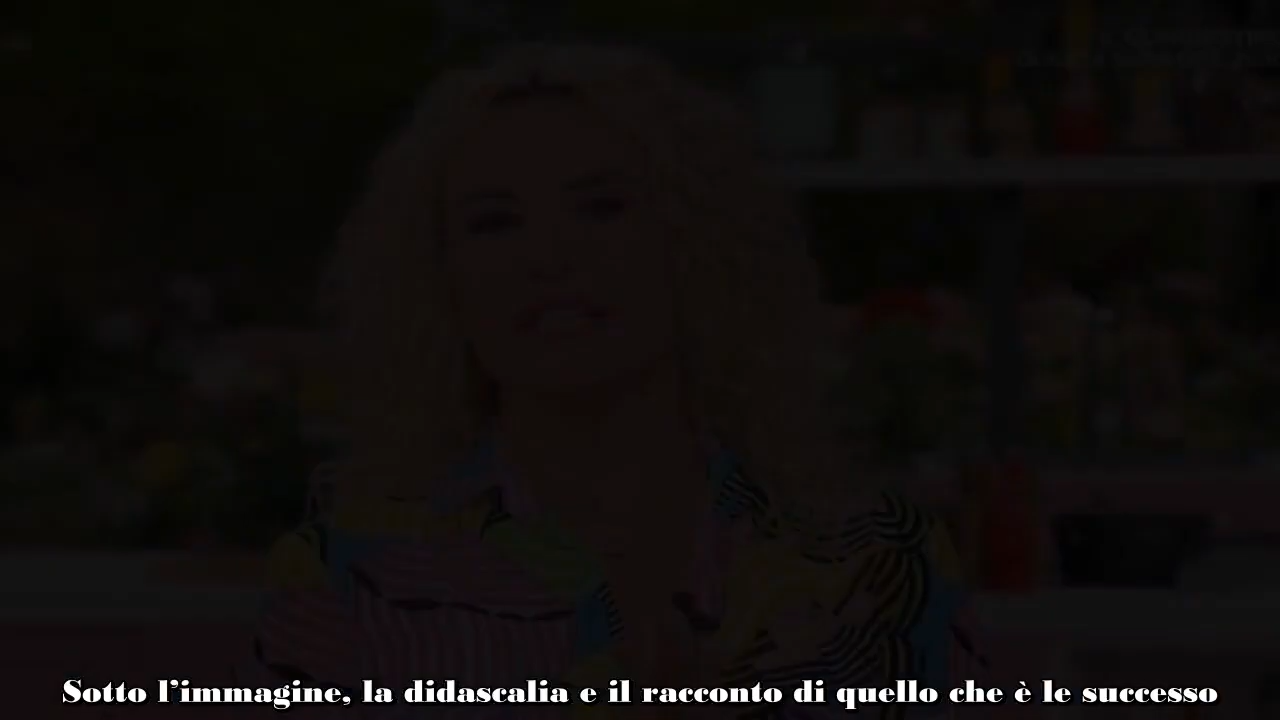 Sotto l'immagine, la didascalia e il racconto di quello che è le successo